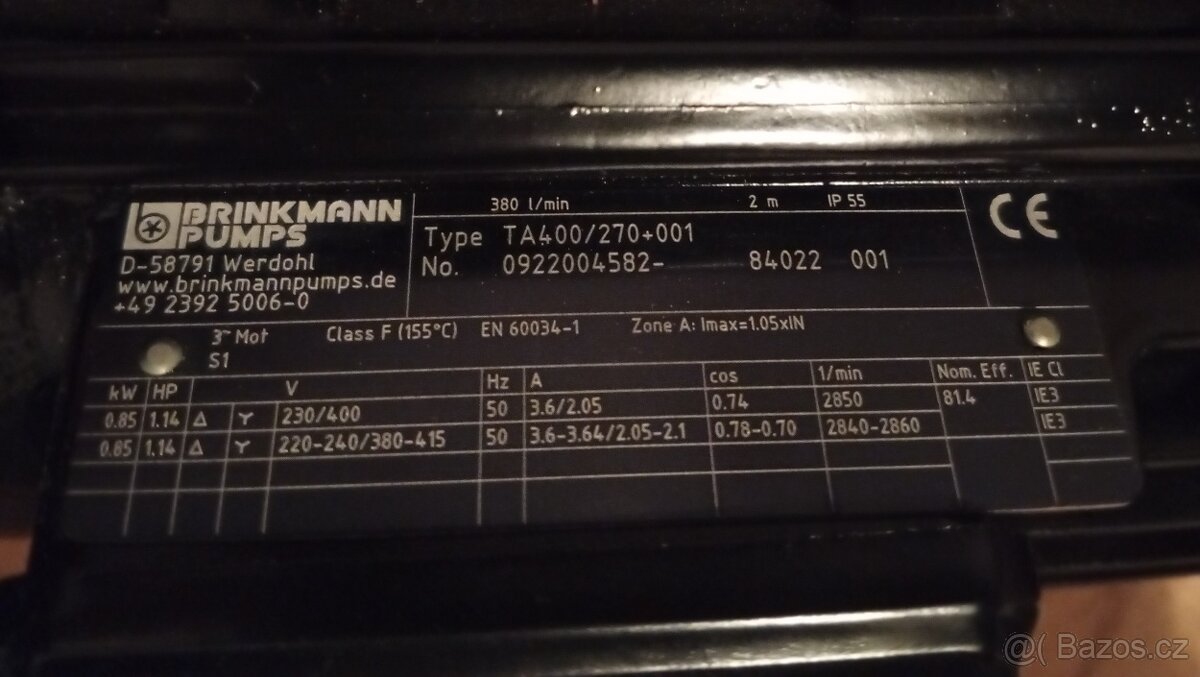 BRINKMANN
PUMPS
D-58791 Werdohl
www.brinkmannpumps.de
+49 2392 5006-0
380 l/min 2 m IP 55
Type TA400/270+001
No. 0922004582- 84022 001
CE
3~ Mot Class F (155°C) EN 60034-1 Zone A: Imax=1.05xIN
S1
kW HP V Hz A cos 1/min Nom. Eff. IE Cl
0.85 1.14 Δ Y 230/400 50 3.6/2.05 0.74 2850 81.4 IE3
0.85 1.14 Δ Y 220-240/380-415 50 3.6-3.64/2.05-2.1 0.78-0.70 2840-2860 IE3
@( Bazos.cz